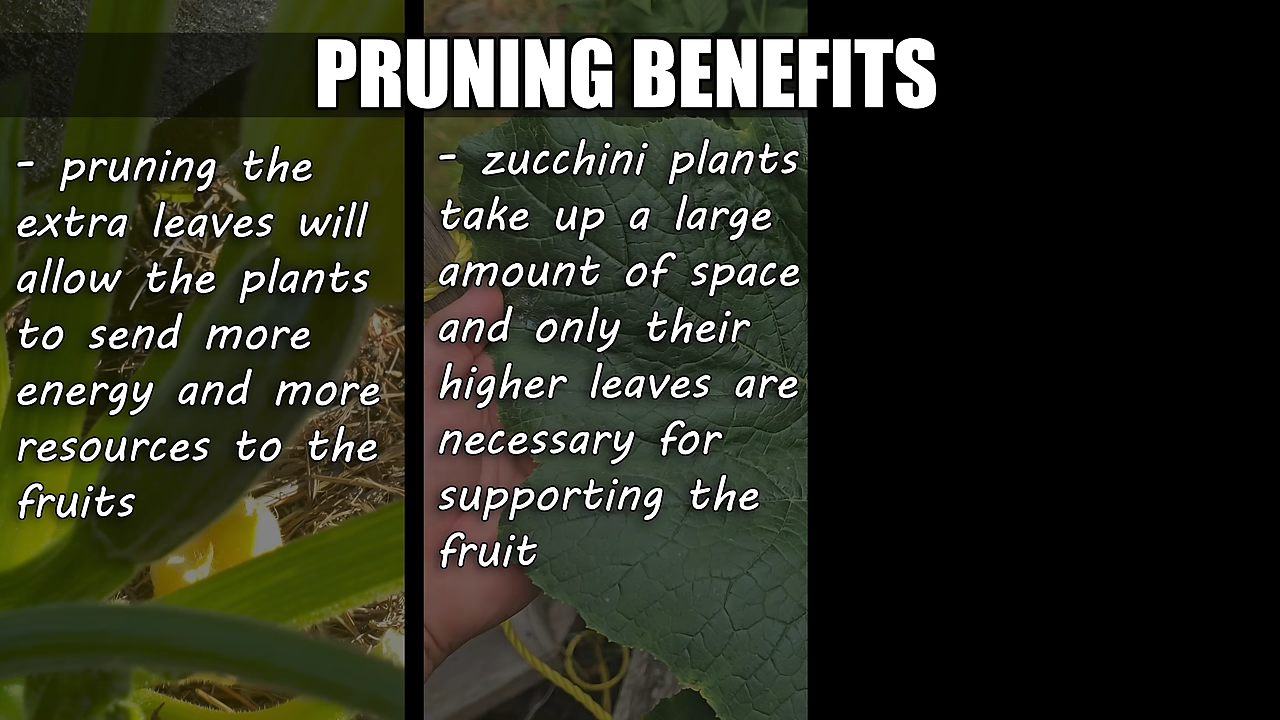 PRUNING BENEFITS
- pruning the
extra leaves will
allow the plants
to send more
energy and more
resources to the
fruits
- zucchini plants
take up a large
amount of space
and only their
higher leaves are
necessary for
supporting the
fruit